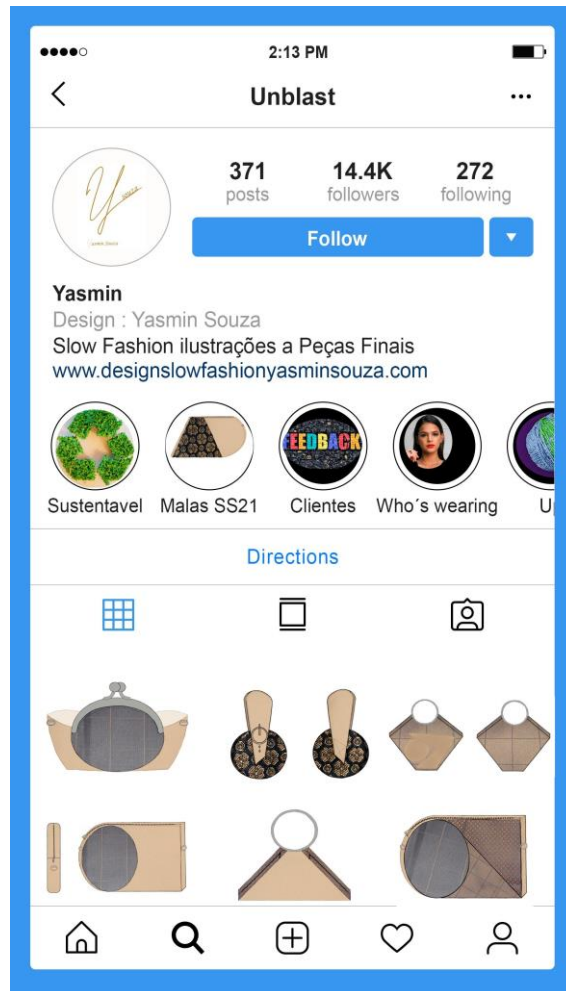 2:13 PM
Unblast
371 14.4K 272
posts followers following
Follow
Yasmin
Design : Yasmin Souza
Slow Fashion ilustrações a Peças Finais
www.designslowfashionyasminsouza.com
FEEDBACK
Sustentavel Malas SS21 Clientes Who´s wearing
Directions